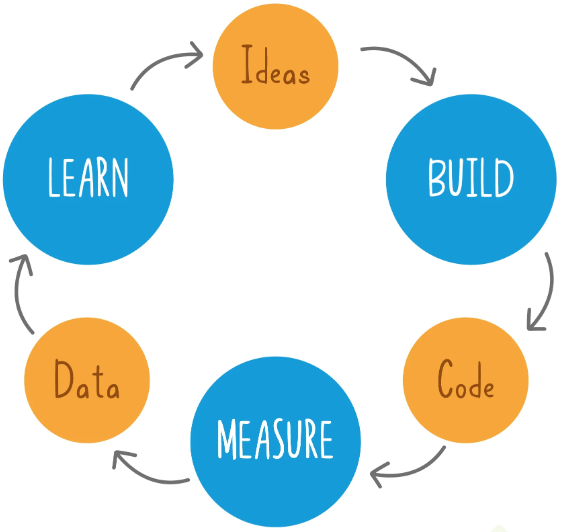 Ideas
BUILD
Code
MEASURE
Data
LEARN